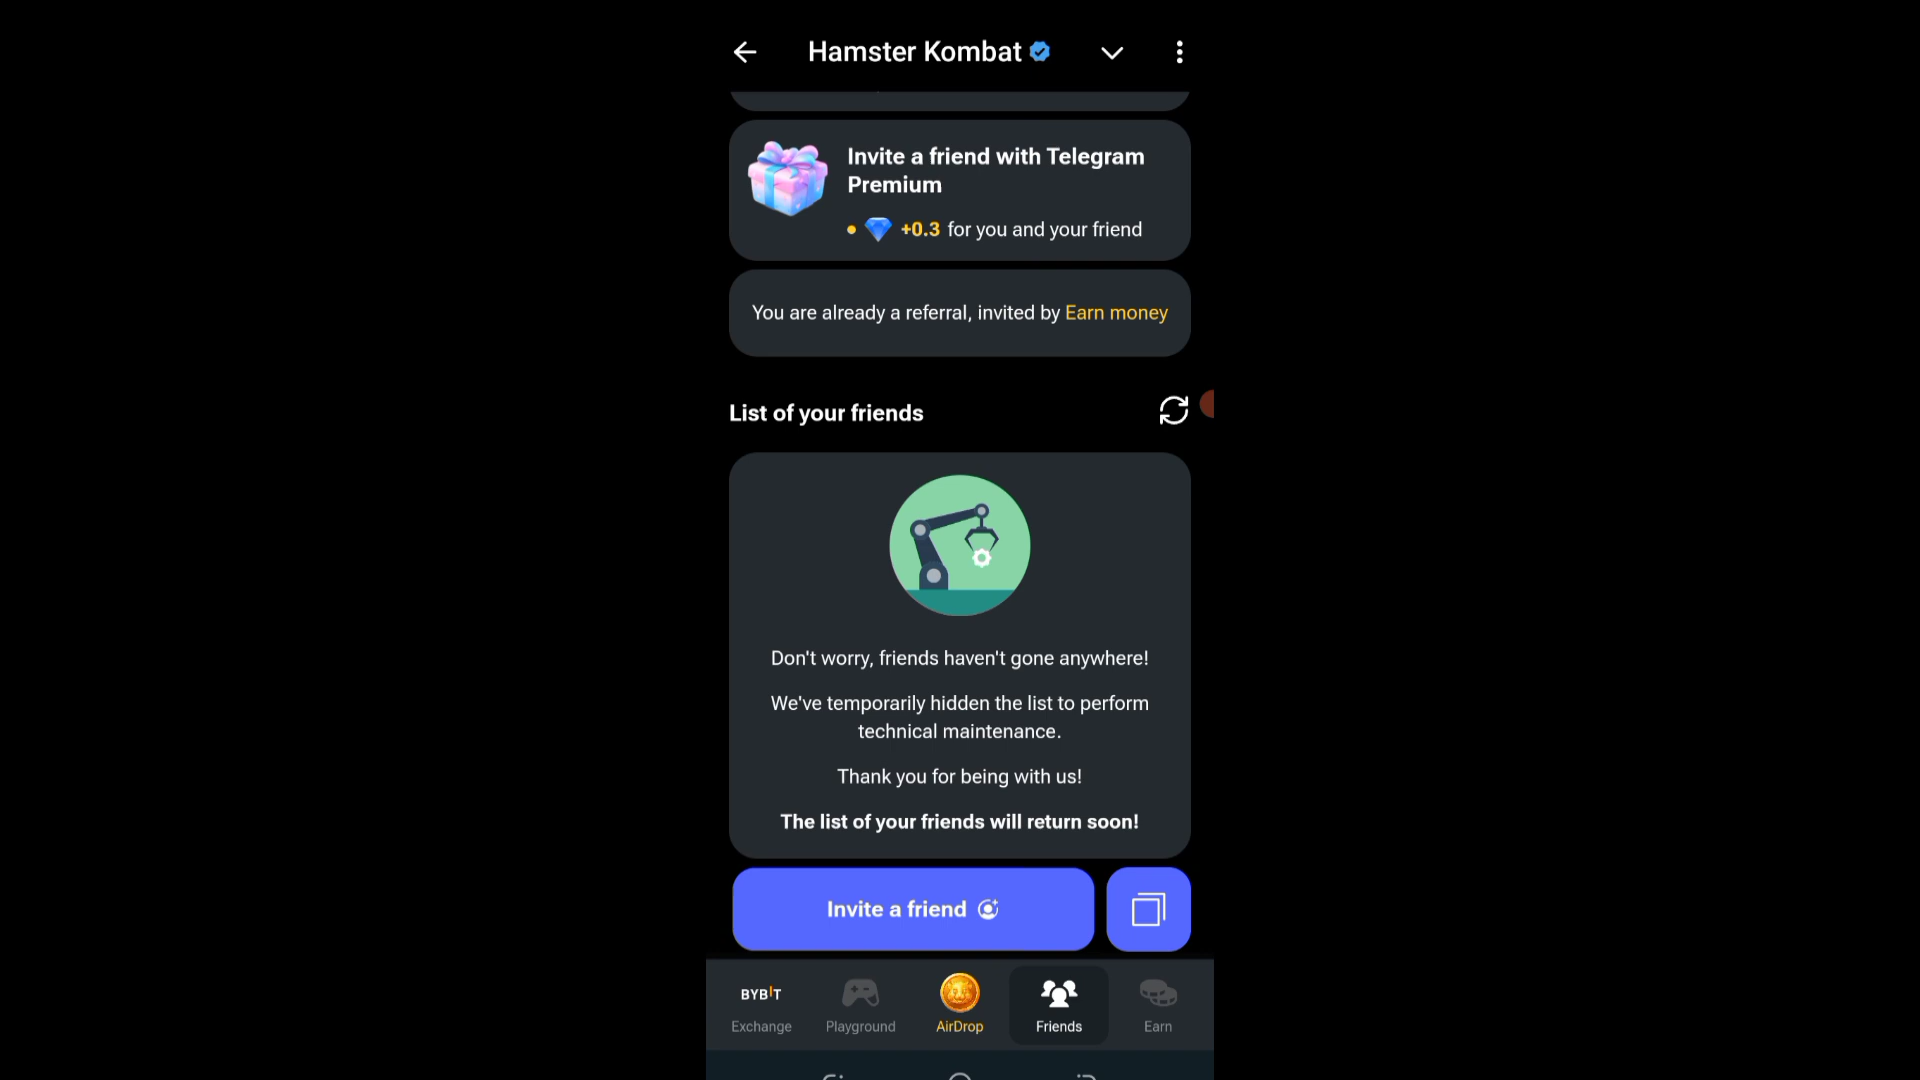 Hamster Kombat
Invite a friend with Telegram
Premium
+0.3 for you and your friend
You are already a referral, invited by Earn money
List of your friends
Don't worry, friends haven't gone anywhere!
We've temporarily hidden the list to perform
technical maintenance.
Thank you for being with us!
The list of your friends will return soon!
Invite a friend
BYBIT
Exchange
Playground
AirDrop
Friends
Earn